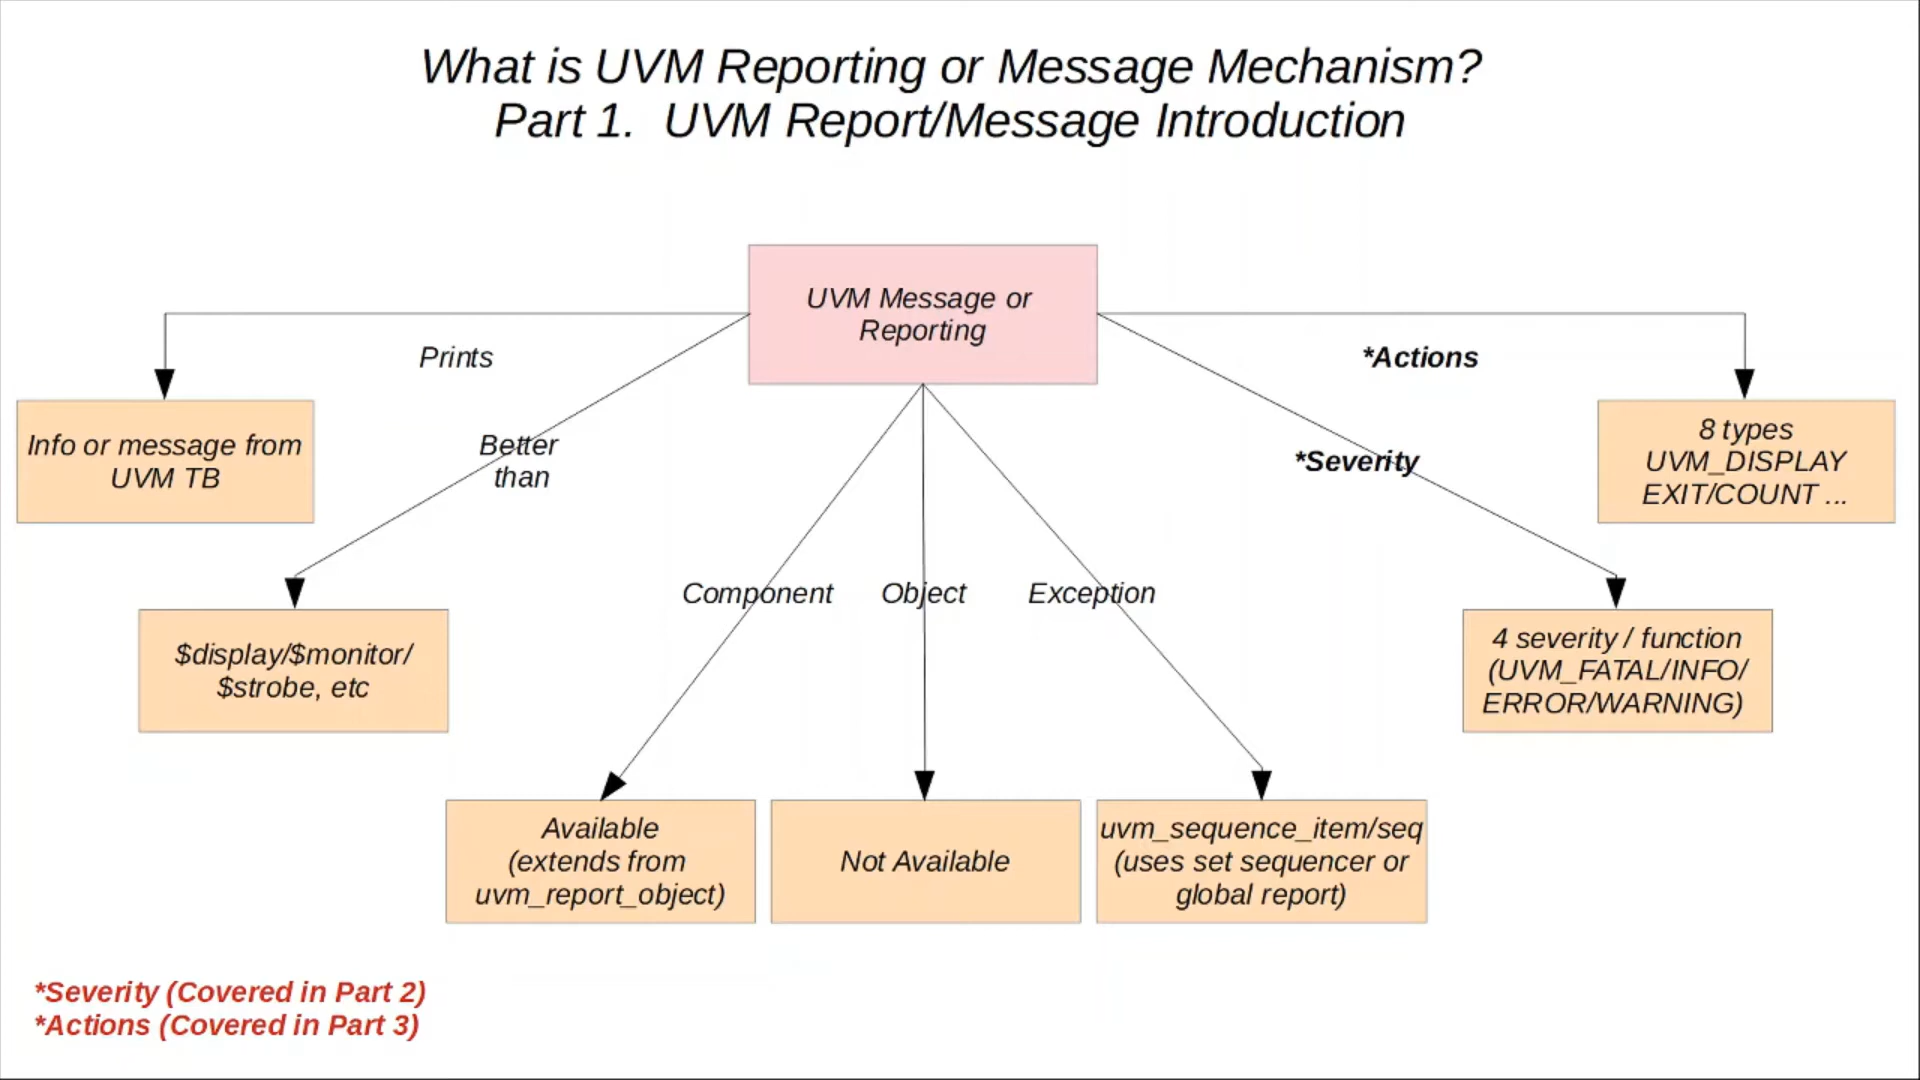 What is UVM Reporting or Message Mechanism?
Part 1. UVM Report/Message Introduction
UVM Message or
Reporting
Prints
*Actions
Info or message from
UVM TB
Better
than
*Severity
8 types
UVM_DISPLAY
EXIT/COUNT ...
Component
Object
Exception
$display/$monitor/
$strobe, etc
4 severity / function
(UVM_FATAL/INFO/
ERROR/WARNING)
Available
(extends from
uvm_report_object)
Not Available
uvm_sequence_item/seq
(uses set sequencer or
global report)
*Severity (Covered in Part 2)
*Actions (Covered in Part 3)